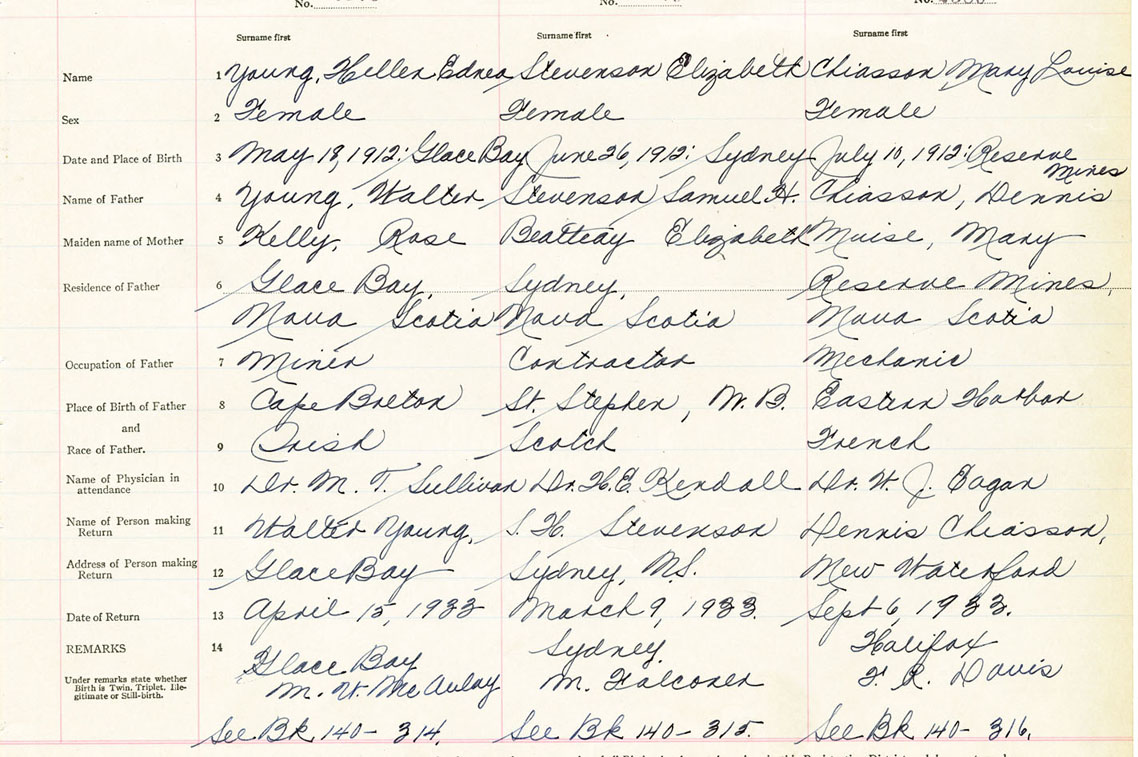 No. No. No.
Surname first Surname first Surname first
Name 1 Young, Hellen Ednea Stevenson Elizabeth Chiasson Mary Louise
Sex 2 Female Female Female
Date and Place of Birth 3 May 18, 1912: Glace Bay June 26, 1912: Sydney July 10, 1912: Reserve
Mines
Name of Father 4 Young, Walter Stevenson Samuel H. Chiasson, Dennis
Maiden name of Mother 5 Kelly, Rose Beatteay Elizabeth Muise, Mary
Residence of Father 6 Glace Bay, Sydney, Reserve Mines,
Nova Scotia Nova Scotia Nova Scotia
Occupation of Father 7 Miner Contractor Mechanic
Place of Birth of Father 8 Cape Breton St. Stephen, N.B. Eastern Harbor
and
Race of Father. 9 Irish Scotch French
Name of Physician in
attendance 10 Dr. M. T. Sullivan Dr. H.E. Kendall Dr. W. J. Eagan
Name of Person making
Return 11 Walter Young, S. H. Stevenson Dennis Chiasson,
Address of Person making
Return 12 Glace Bay Sydney, N.S. New Waterford
Date of Return 13 April 15, 1933 March 9, 1933. Sept 6, 1933.
REMARKS 14 Glace Bay Sydney Halifax
Under remarks state whether
Birth is Twin, Triplet, Ille-
gitimate or Still-birth. M. W. McAulay M. Falconer F. R. Davis
See Bk 140- 314. See Bk 140- 315. See Bk 140- 316.